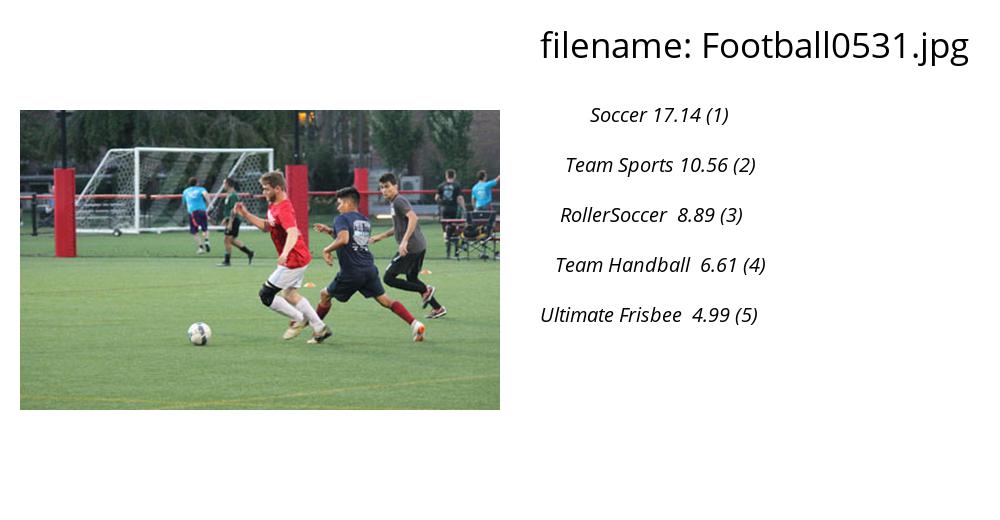 filename: Football0531.jpg
Soccer 17.14 (1)
Team Sports 10.56 (2)
RollerSoccer 8.89 (3)
Team Handball 6.61 (4)
Ultimate Frisbee 4.99 (5)